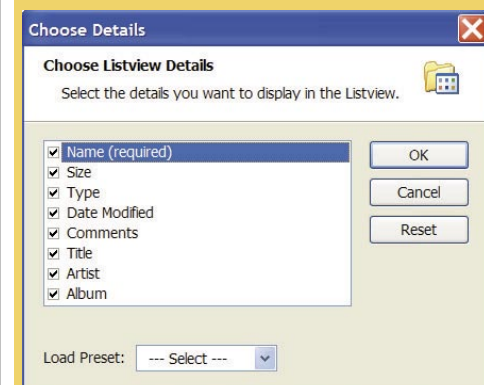 Choose Details
Choose Listview Details
Select the details you want to display in the Listview.
Name (required)
Size
Type
Date Modified
Comments
Title
Artist
Album
OK
Cancel
Reset
Load Preset: --- Select ---